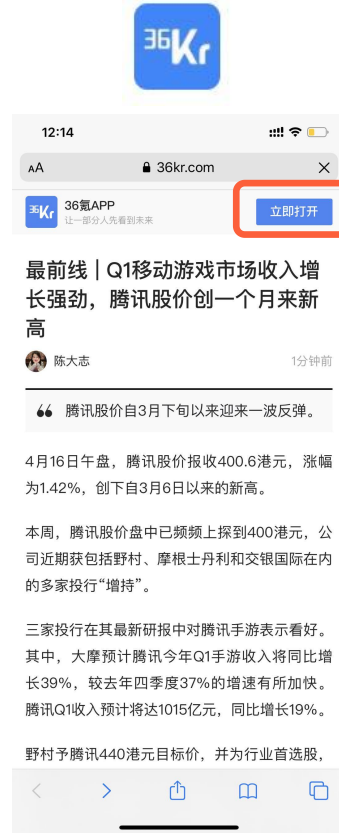 36Kr
12:14
AA
36kr.com
36Kr
36氪APP
让一部分人先看到未来
立即打开
最前线 | Q1移动游戏市场收入增
长强劲，腾讯股价创一个月来新
高
陈大志
1分钟前
腾讯股价自3月下旬以来迎来一波反弹。
4月16日午盘，腾讯股价报收400.6港元，涨幅
为1.42%，创下自3月6日以来的新高。
本周，腾讯股价盘中已频频上探到400港元，公
司近期获包括野村、摩根士丹利和交银国际在内
的多家投行“增持”。
三家投行在其最新研报中对腾讯手游表示看好。
其中，大摩预计腾讯今年Q1手游收入将同比增
长39%，较去年四季度37%的增速有所加快。
腾讯Q1收入预计将达1015亿元，同比增长19%。
野村予腾讯440港元目标价，并为行业首选股，